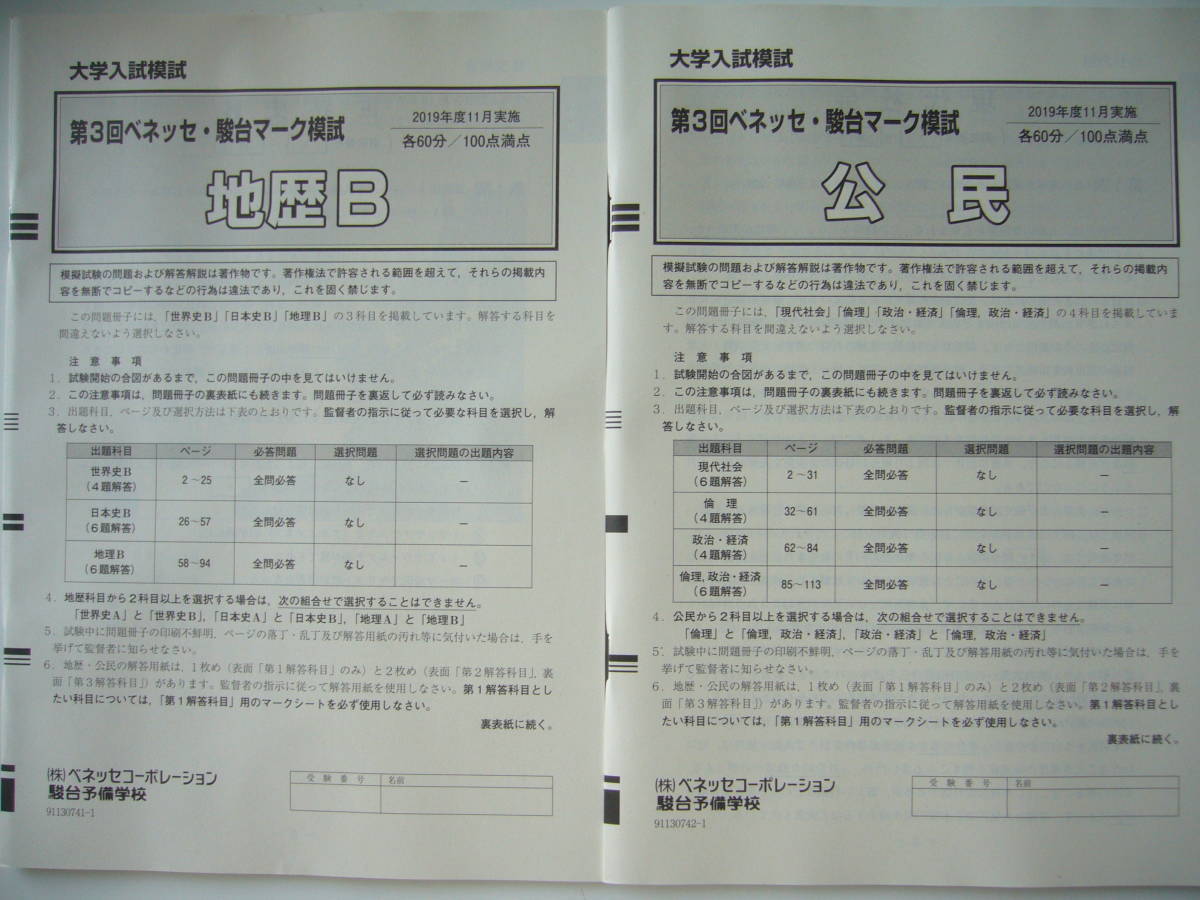 大学入試模試
第3回ベネッセ・駿台マーク模試
2019年度11月実施
各60分／100点満点
地歴B
模擬試験の問題および解答解説は著作物です。著作権法で許容される範囲を超えて，それらの掲載内
容を無断でコピーするなどの行為は違法であり，これを固く禁じます。
この問題冊子には，「世界史B」「日本史B」「地理B」の3科目を掲載しています。解答する科目を
間違えないよう選択しなさい。
注意事項
1．試験開始の合図があるまで，この問題冊子の中を見てはいけません。
2．この注意事項は，問題冊子の裏表紙にも続きます。問題冊子を裏返して必ず読みなさい。
3．出題科目，ページ及び選択方法は下表のとおりです。監督者の指示に従って必要な科目を選択し，解
答しなさい。
出題科目 ページ 必答問題 選択問題 選択問題の出題内容
世界史B
（4題解答） 2～25 全問必答 なし ―
日本史B
（6題解答） 26～57 全問必答 なし ―
地理B
（6題解答） 58～94 全問必答 なし ―
4．地歴科目から2科目以上を選択する場合は，次の組合せで選択することはできません。
「世界史A」と「世界史B」，「日本史A」と「日本史B」，「地理A」と「地理B」
5．試験中に問題冊子の印刷不鮮明，ページの落丁・乱丁及び解答用紙の汚れ等に気付いた場合は，手を
挙げて監督者に知らせなさい。
6．地歴・公民の解答用紙は，1枚め（表面「第1解答科目」のみ）と2枚め（表面「第2解答科目」，裏
面「第3解答科目」）があります。監督者の指示に従って解答用紙を使用しなさい。第1解答科目とし
たい科目については，「第1解答科目」用のマークシートを必ず使用しなさい。
裏表紙に続く。
(株)ベネッセコーポレーション
駿台予備学校
91130741-1
受験番号 名前
大学入試模試
第3回ベネッセ・駿台マーク模試
2019年度11月実施
各60分／100点満点
公民
模擬試験の問題および解答解説は著作物です。著作権法で許容される範囲を超えて，それらの掲載内
容を無断でコピーするなどの行為は違法であり，これを固く禁じます。
この問題冊子には，「現代社会」「倫理」「政治・経済」「倫理，政治・経済」の4科目を掲載していま
す。解答する科目を間違えないよう選択しなさい。
注意事項
1．試験開始の合図があるまで，この問題冊子の中を見てはいけません。
2．この注意事項は，問題冊子の裏表紙にも続きます。問題冊子を裏返して必ず読みなさい。
3．出題科目，ページ及び選択方法は下表のとおりです。監督者の指示に従って必要な科目を選択し，解
答しなさい。
出題科目 ページ 必答問題 選択問題 選択問題の出題内容
現代社会
（6題解答） 2～31 全問必答 なし ―
倫理
（4題解答） 32～61 全問必答 なし ―
政治・経済
（4題解答） 62～84 全問必答 なし ―
倫理，政治・経済
（6題解答） 85～113 全問必答 なし ―
4．公民から2科目以上を選択する場合は，次の組合せで選択することはできません。
「倫理」と「倫理，政治・経済」，「政治・経済」と「倫理，政治・経済」
5．試験中に問題冊子の印刷不鮮明，ページの落丁・乱丁及び解答用紙の汚れ等に気付いた場合は，手を
挙げて監督者に知らせなさい。
6．地歴・公民の解答用紙は，1枚め（表面「第1解答科目」のみ）と2枚め（表面「第2解答科目」，裏
面「第3解答科目」）があります。監督者の指示に従って解答用紙を使用しなさい。第1解答科目とし
たい科目については，「第1解答科目」用のマークシートを必ず使用しなさい。
裏表紙に続く。
(株)ベネッセコーポレーション
駿台予備学校
91130742-1
受験番号 名前